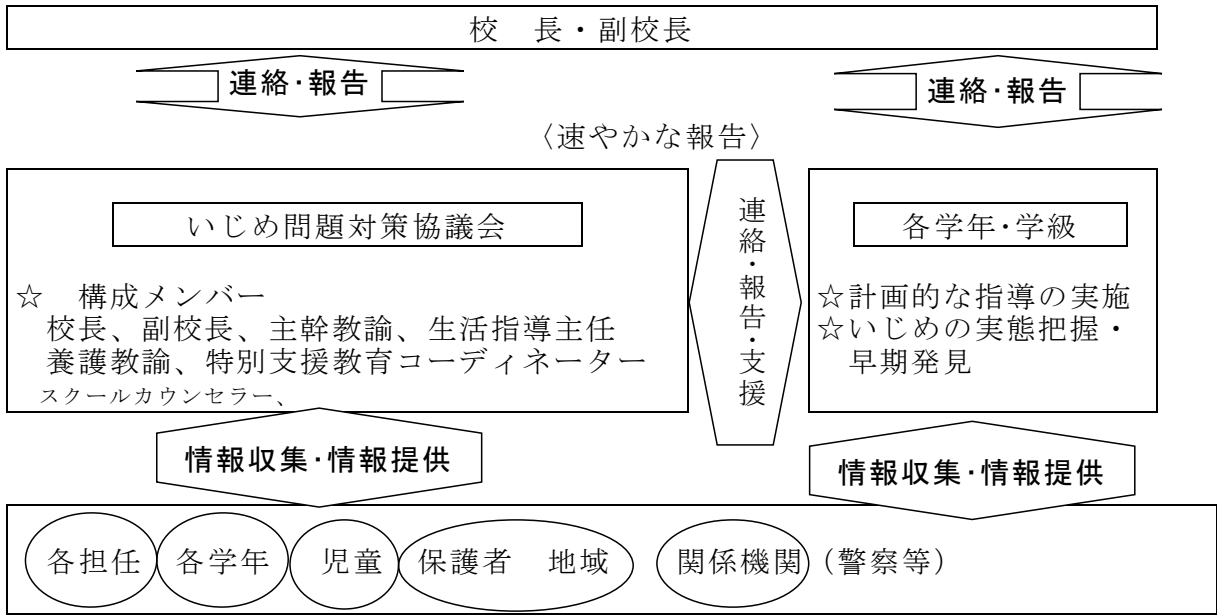 校　長・副校長
連絡・報告
連絡・報告
〈速やかな報告〉
いじめ問題対策協議会
☆　構成メンバー
校長、副校長、主幹教諭、生活指導主任
養護教諭、特別支援教育コーディネーター
スクールカウンセラー、
連絡・報告・支援
各学年・学級
☆計画的な指導の実施
☆いじめの実態把握・
早期発見
情報収集・情報提供
情報収集・情報提供
各担任　各学年　児童　保護者　地域　関係機関（警察等）